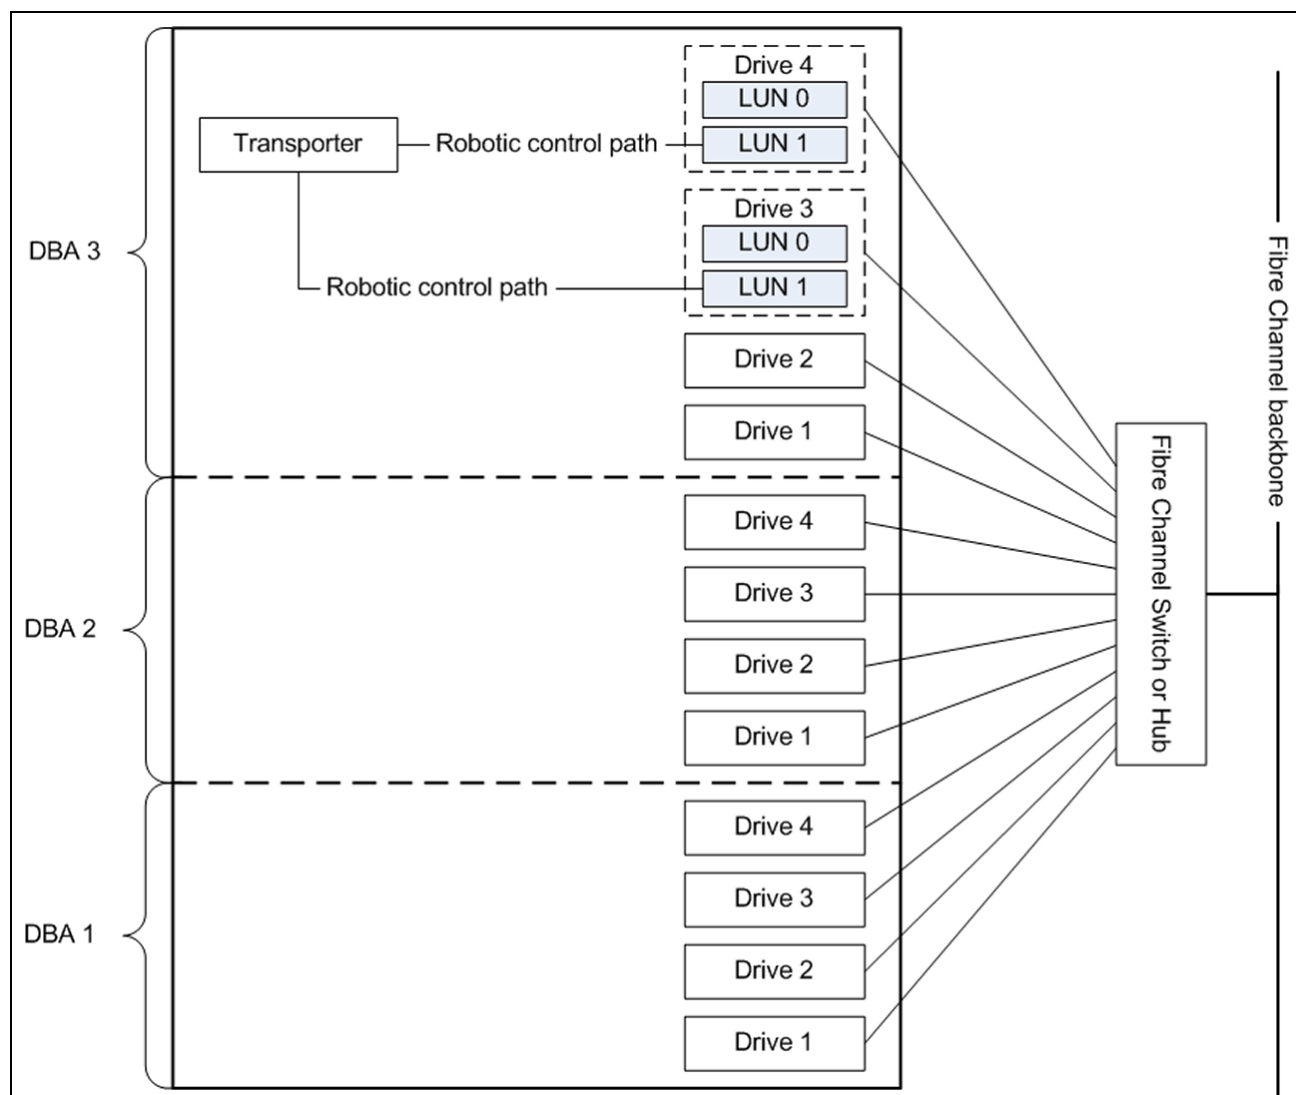 DBA 3
Transporter
Robotic control path
Robotic control path
Drive 4
LUN 0
LUN 1
Drive 3
LUN 0
LUN 1
Drive 2
Drive 1
DBA 2
Drive 4
Drive 3
Drive 2
Drive 1
DBA 1
Drive 4
Drive 3
Drive 2
Drive 1
Fibre Channel Switch or Hub
Fibre Channel backbone